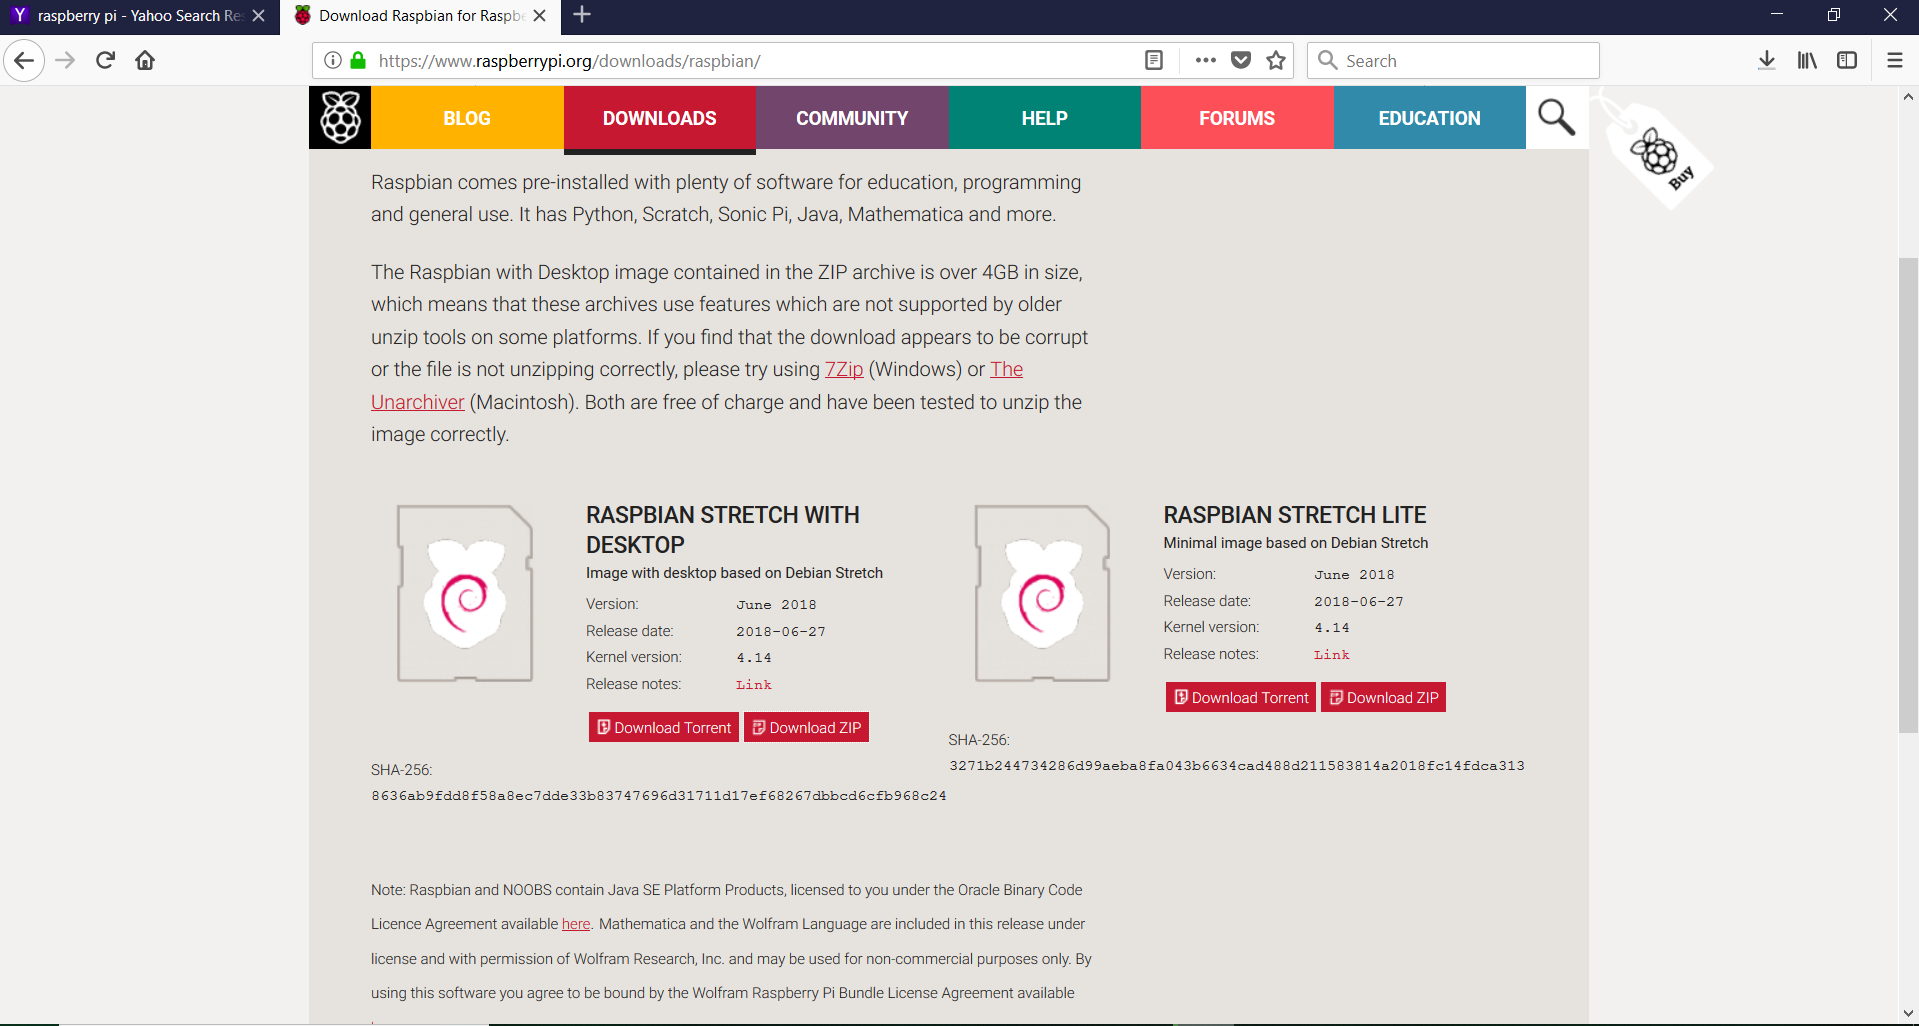 raspberry pi - Yahoo Search Re
Download Raspbian for Raspb
https://www.raspberrypi.org/downloads/raspbian/
Search
BLOG
DOWNLOADS
COMMUNITY
HELP
FORUMS
EDUCATION
Buy
Raspbian comes pre-installed with plenty of software for education, programming
and general use. It has Python, Scratch, Sonic Pi, Java, Mathematica and more.
The Raspbian with Desktop image contained in the ZIP archive is over 4GB in size,
which means that these archives use features which are not supported by older
unzip tools on some platforms. If you find that the download appears to be corrupt
or the file is not unzipping correctly, please try using 7Zip (Windows) or The
Unarchiver (Macintosh). Both are free of charge and have been tested to unzip the
image correctly.
RASPBIAN STRETCH WITH
DESKTOP
Image with desktop based on Debian Stretch
Version: June 2018
Release date: 2018-06-27
Kernel version: 4.14
Release notes: Link
Download Torrent Download ZIP
SHA-256:
8636ab9fdd8f58a8ec7dde33b83747696d31711d17ef68267dbbcd6cfb968c24
RASPBIAN STRETCH LITE
Minimal image based on Debian Stretch
Version: June 2018
Release date: 2018-06-27
Kernel version: 4.14
Release notes: Link
Download Torrent Download ZIP
SHA-256:
3271b244734286d99aeba8fa043b6634cad488d211583814a2018fc14fdca313
Note: Raspbian and NOOBS contain Java SE Platform Products, licensed to you under the Oracle Binary Code
Licence Agreement available here. Mathematica and the Wolfram Language are included in this release under
license and with permission of Wolfram Research, Inc. and may be used for non-commercial purposes only. By
using this software you agree to be bound by the Wolfram Raspberry Pi Bundle License Agreement available